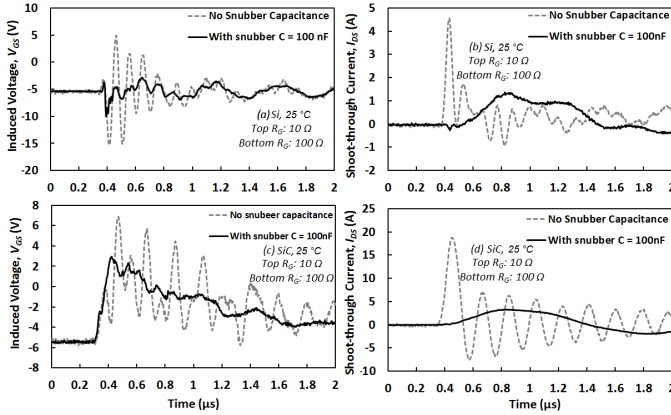 Induced Voltage, VGS
10
5
0
-5
-10
-15
-20
No Snubber Capacitance
With snubber C = 100 nF
(a)Si, 25 °C
Top RG: 10 Ω
Bottom RG: 100 Ω
0 0.2 0.4 0.6 0.8 1 1.2 1.4 1.6 1.8 2
Shoot-through Current, IDS (A)
5
4
3
2
1
0
-1
-2
No Snubber Capacitance
With snubber C = 100nF
(b) Si, 25 °C
Top RG: 10 Ω
Bottom RG: 100 Ω
0 0.2 0.4 0.6 0.8 1 1.2 1.4 1.6 1.8 2
Induced Voltage, VGS
8
6
4
2
0
-2
-4
-6
-8
No snubeer capacitance
With snubber C = 100nF
(c) SiC, 25 °C
Top RG: 10 Ω
Bottom RG: 100 Ω
0 0.2 0.4 0.6 0.8 1 1.2 1.4 1.6 1.8 2
Time (µs)
Shoot-through Current, IDS (A)
25
20
15
10
5
0
-5
-10
No Snubber Capacitance
With snubber C = 100nF
(d) SiC, 25 °C
Top RG: 10 Ω
Bottom RG: 100 Ω
0 0.2 0.4 0.6 0.8 1 1.2 1.4 1.6 1.8 2
Time (µs)